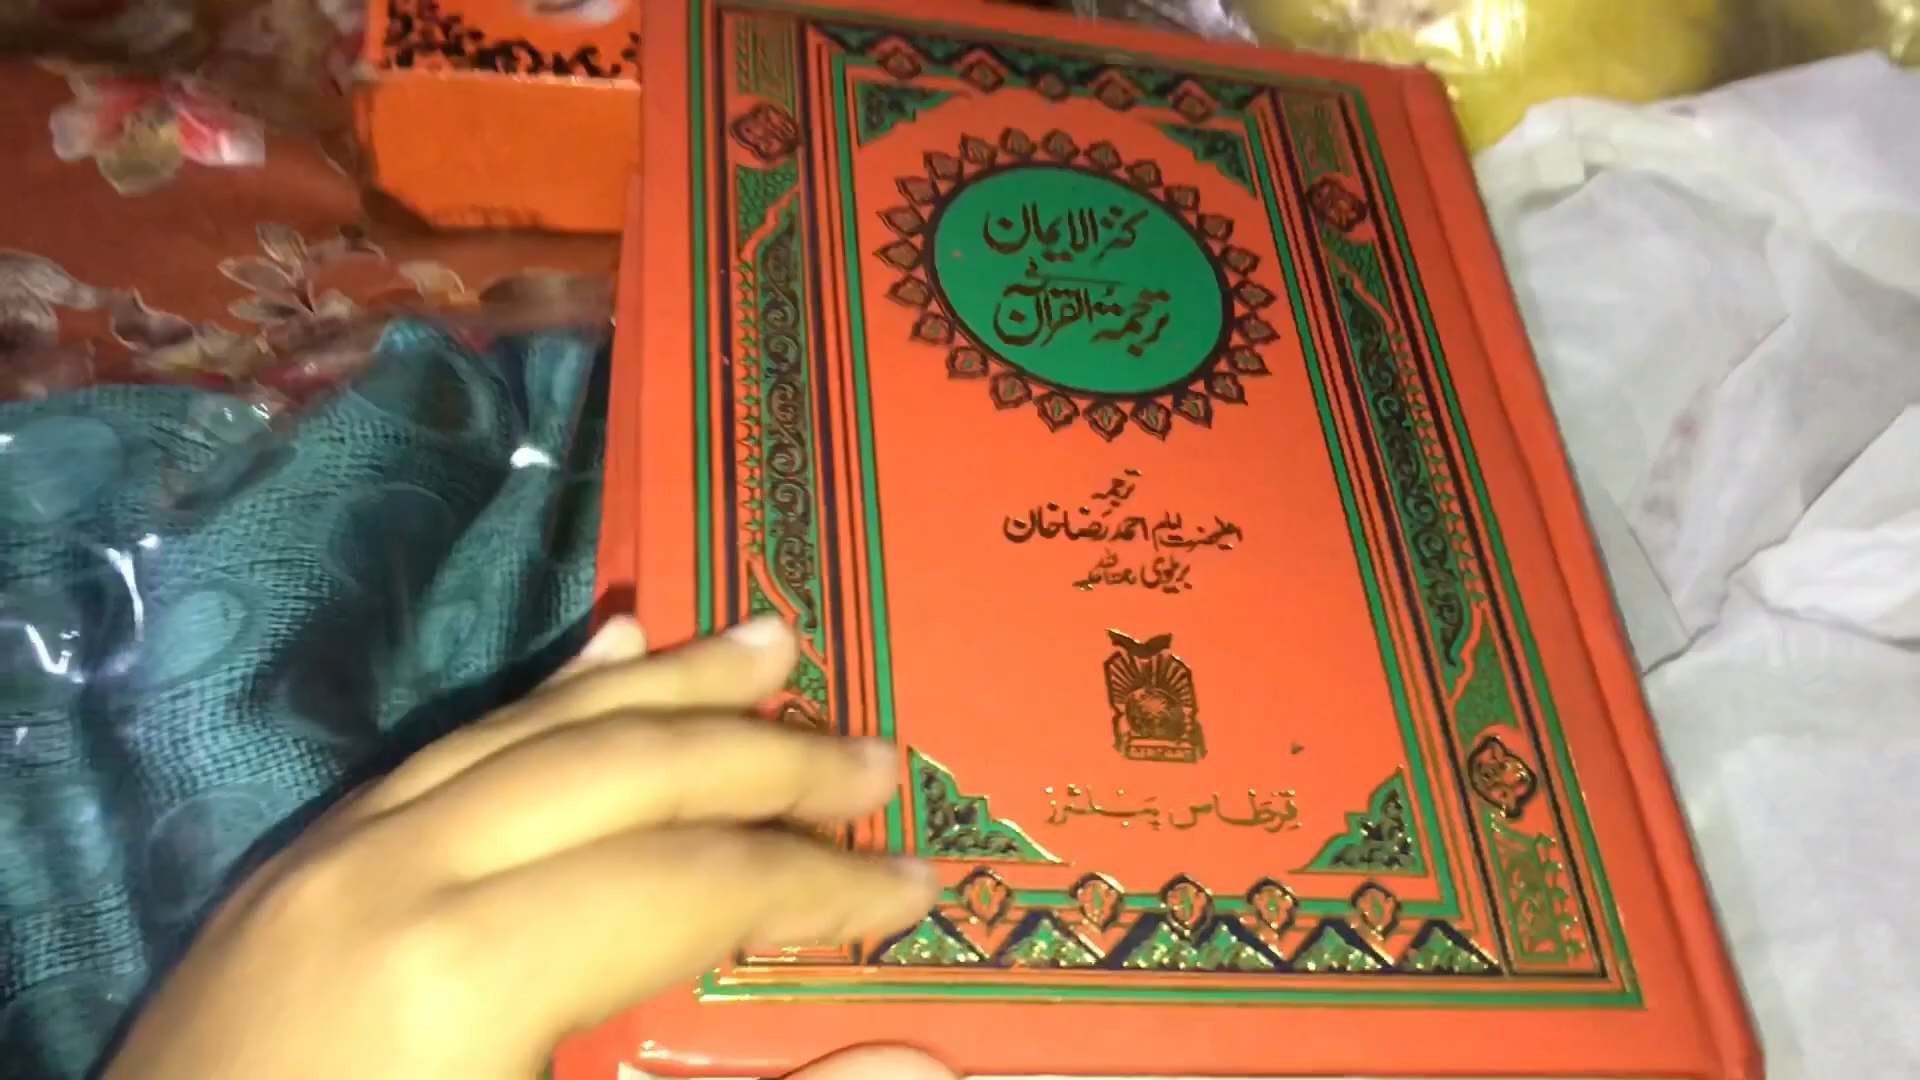 کنز الایمان
فی
ترجمۃ القرآن
ترجمہ
اعلیٰحضرت امام احمد رضا خان
بریلوی رحمۃ اللہ علیہ
قرطاس پبلشرز